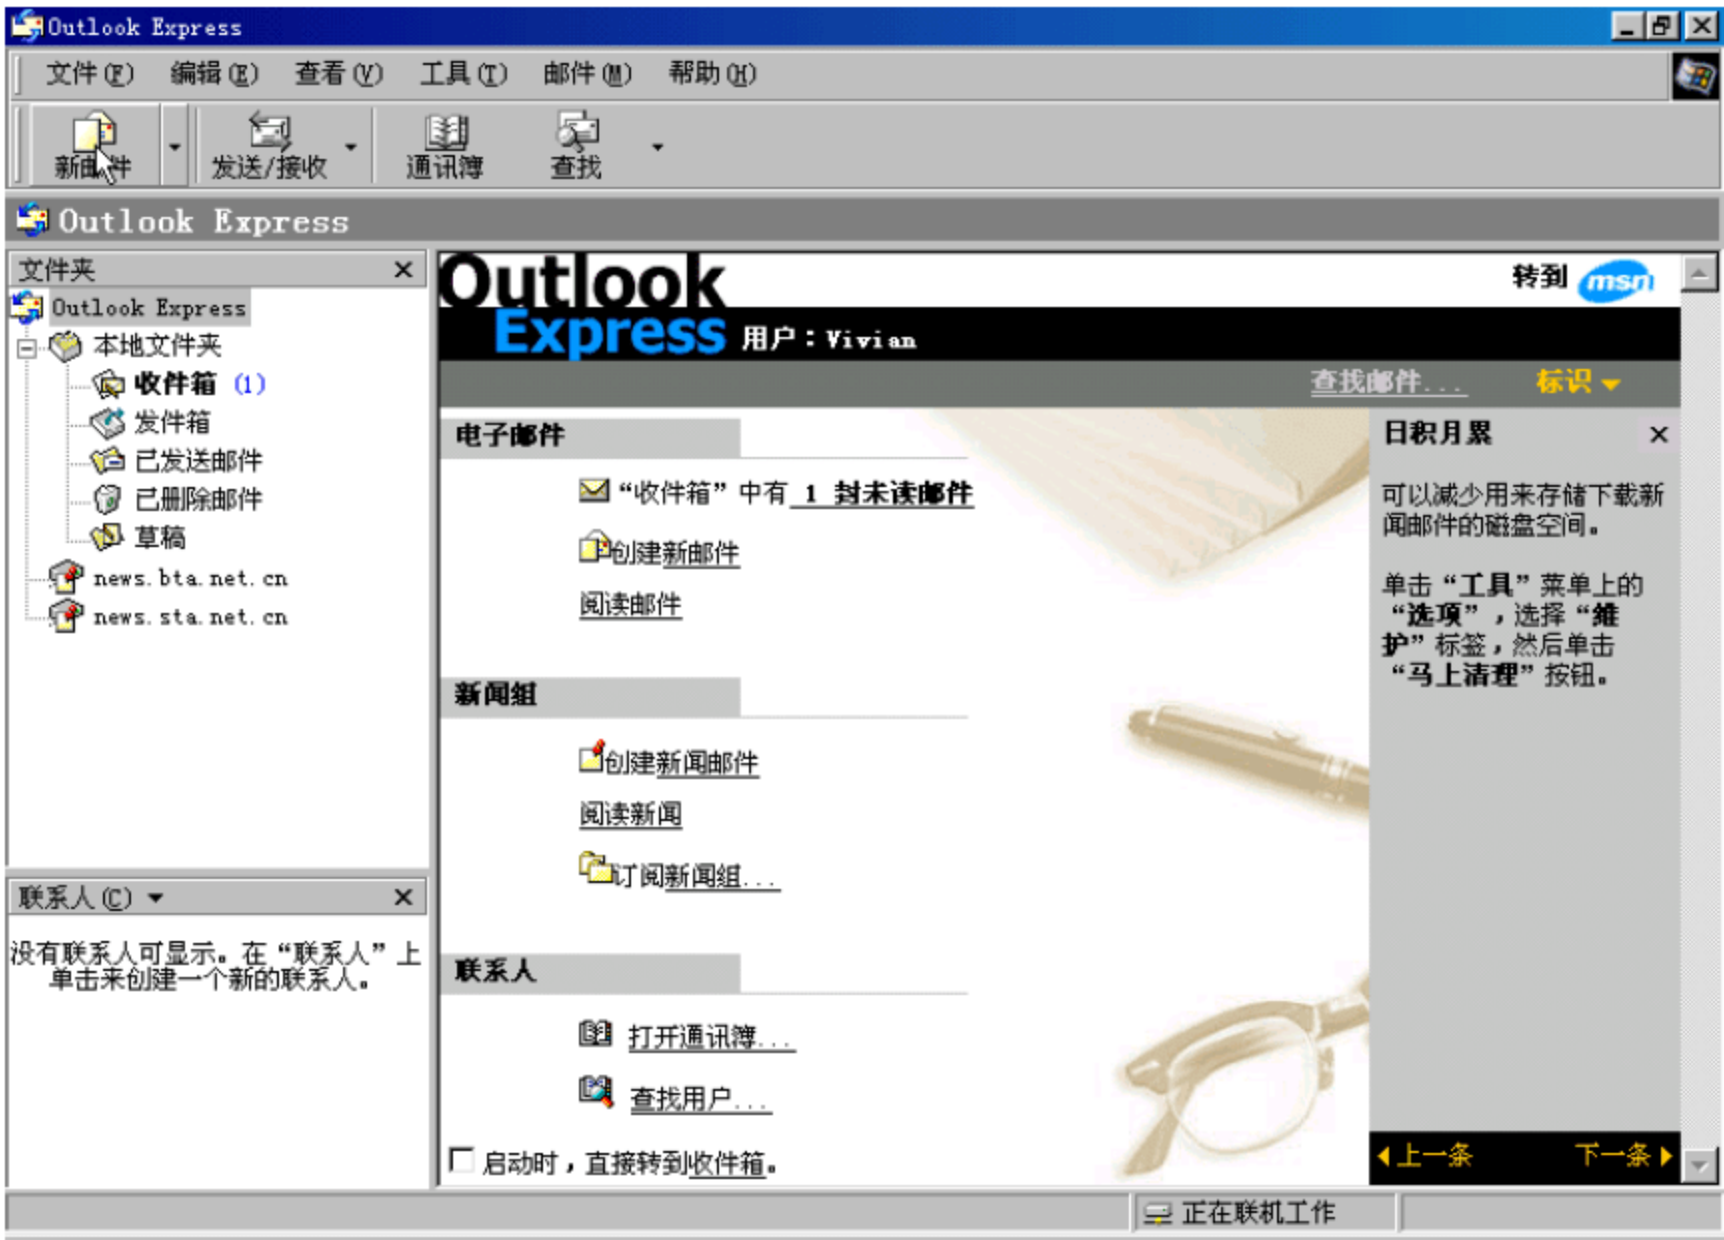 Outlook Express
文件(F) 编辑(E) 查看(V) 工具(T) 邮件(M) 帮助(H)
新邮件 发送/接收 通讯簿 查找
Outlook Express
文件夹
Outlook Express
本地文件夹
收件箱 (1)
发件箱
已发送邮件
已删除邮件
草稿
news.bta.net.cn
news.sta.net.cn
联系人(C)
没有联系人可显示。在“联系人”上
单击来创建一个新的联系人。
Outlook
Express 用户：Vivian
转到 msn
查找邮件... 标识
电子邮件
“收件箱”中有 1 封未读邮件
创建新邮件
阅读邮件
新闻组
创建新闻邮件
阅读新闻
订阅新闻组...
联系人
打开通讯簿...
查找用户...
启动时，直接转到收件箱。
日积月累
可以减少用来存储下载新
闻邮件的磁盘空间。
单击“工具”菜单上的
“选项”，选择“维
护”标签，然后单击
“马上清理”按钮。
上一条 下一条
正在联机工作